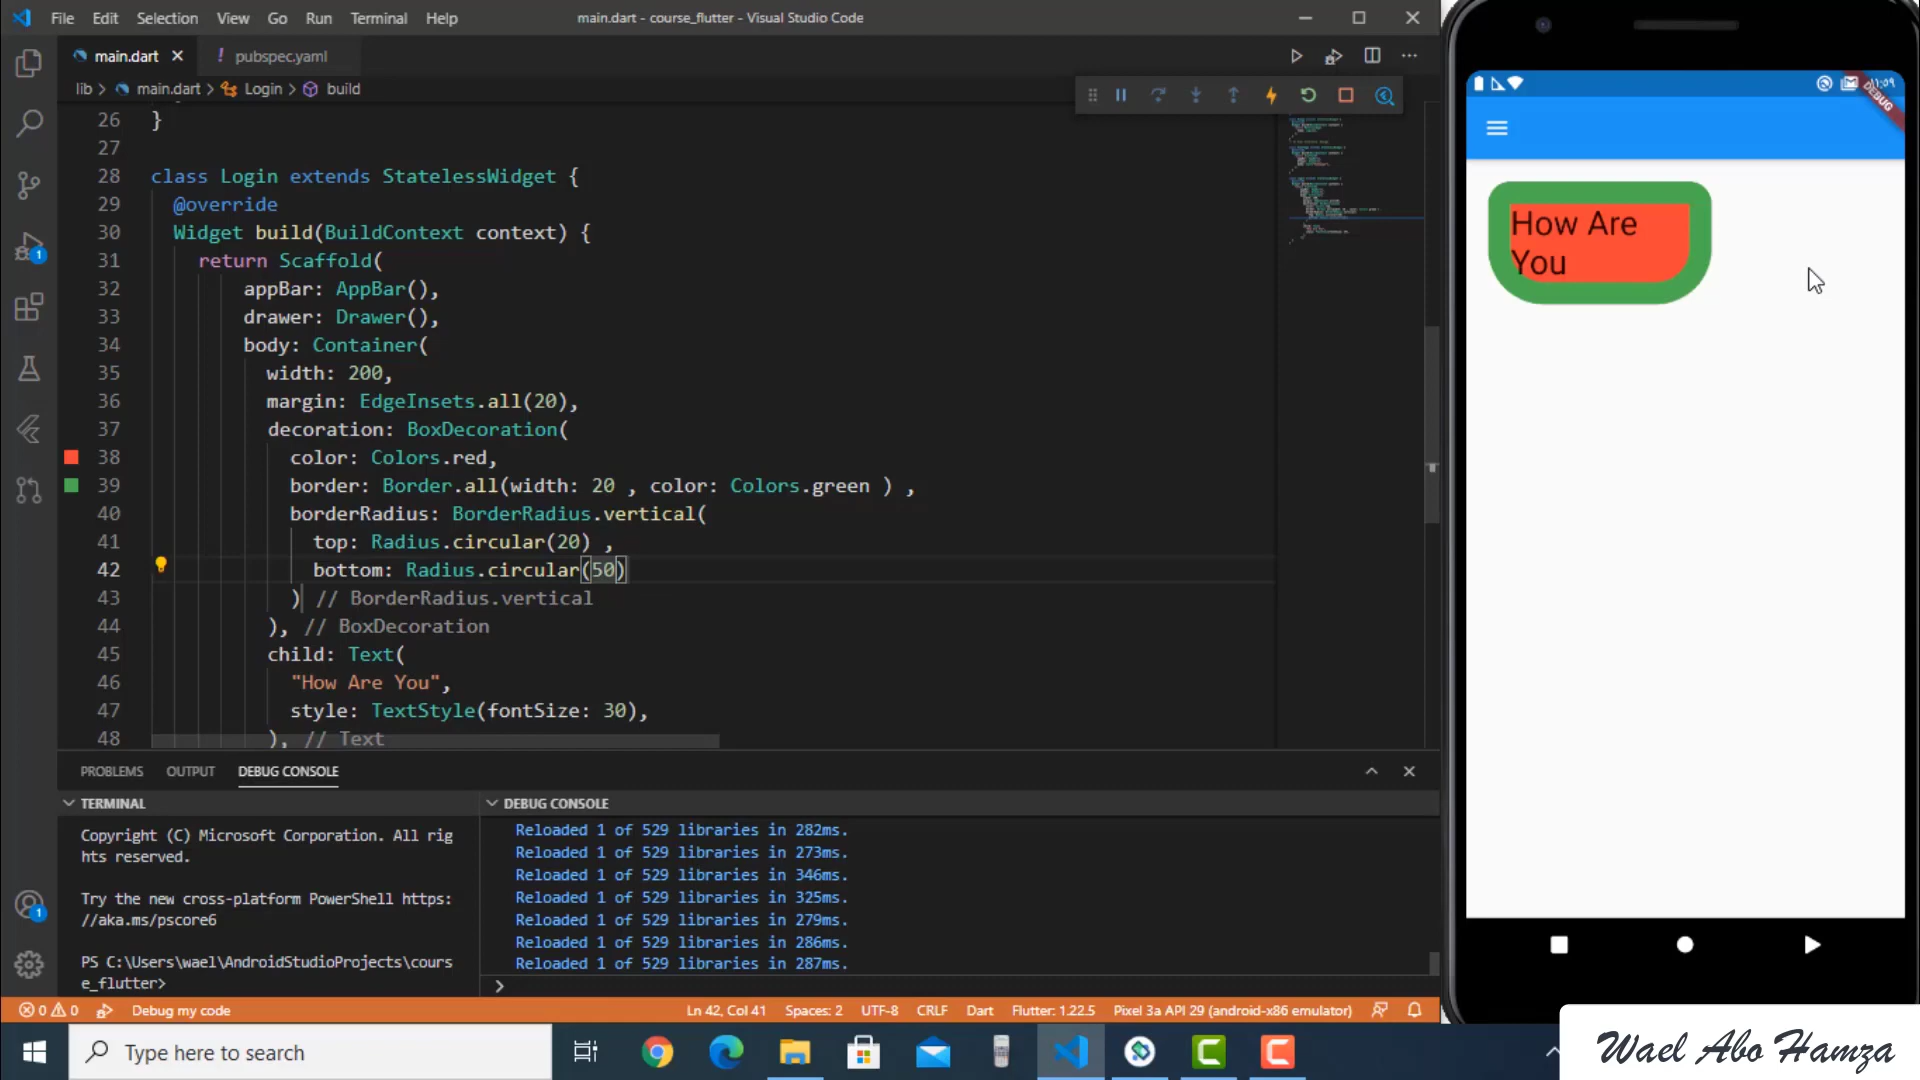 File Edit Selection View Go Run Terminal Help
main.dart - course_flutter - Visual Studio Code
main.dart
! pubspec.yaml
lib > main.dart > Login > build
26 }
27
28 class Login extends StatelessWidget {
29 @override
30 Widget build(BuildContext context) {
31 return Scaffold(
32 appBar: AppBar(),
33 drawer: Drawer(),
34 body: Container(
35 width: 200,
36 margin: EdgeInsets.all(20),
37 decoration: BoxDecoration(
38 color: Colors.red,
39 border: Border.all(width: 20 , color: Colors.green ) ,
40 borderRadius: BorderRadius.vertical(
41 top: Radius.circular(20) ,
42 bottom: Radius.circular(50)
43 ) // BorderRadius.vertical
44 ), // BoxDecoration
45 child: Text(
46 "How Are You",
47 style: TextStyle(fontSize: 30),
48 ), // Text
PROBLEMS OUTPUT DEBUG CONSOLE
TERMINAL
Copyright (C) Microsoft Corporation. All rig
hts reserved.
Try the new cross-platform PowerShell https:
//aka.ms/pscore6
PS C:\Users\wael\AndroidStudioProjects\cours
e_flutter>
DEBUG CONSOLE
Reloaded 1 of 529 libraries in 282ms.
Reloaded 1 of 529 libraries in 273ms.
Reloaded 1 of 529 libraries in 346ms.
Reloaded 1 of 529 libraries in 325ms.
Reloaded 1 of 529 libraries in 279ms.
Reloaded 1 of 529 libraries in 286ms.
Reloaded 1 of 529 libraries in 287ms.
>
0 0 Debug my code
Ln 42, Col 41 Spaces: 2 UTF-8 CRLF Dart Flutter: 1.22.5 Pixel 3a API 29 (android-x86 emulator)
Type here to search
١١:٥٩
DEBUG
How Are
You
Wael Abo Hamza